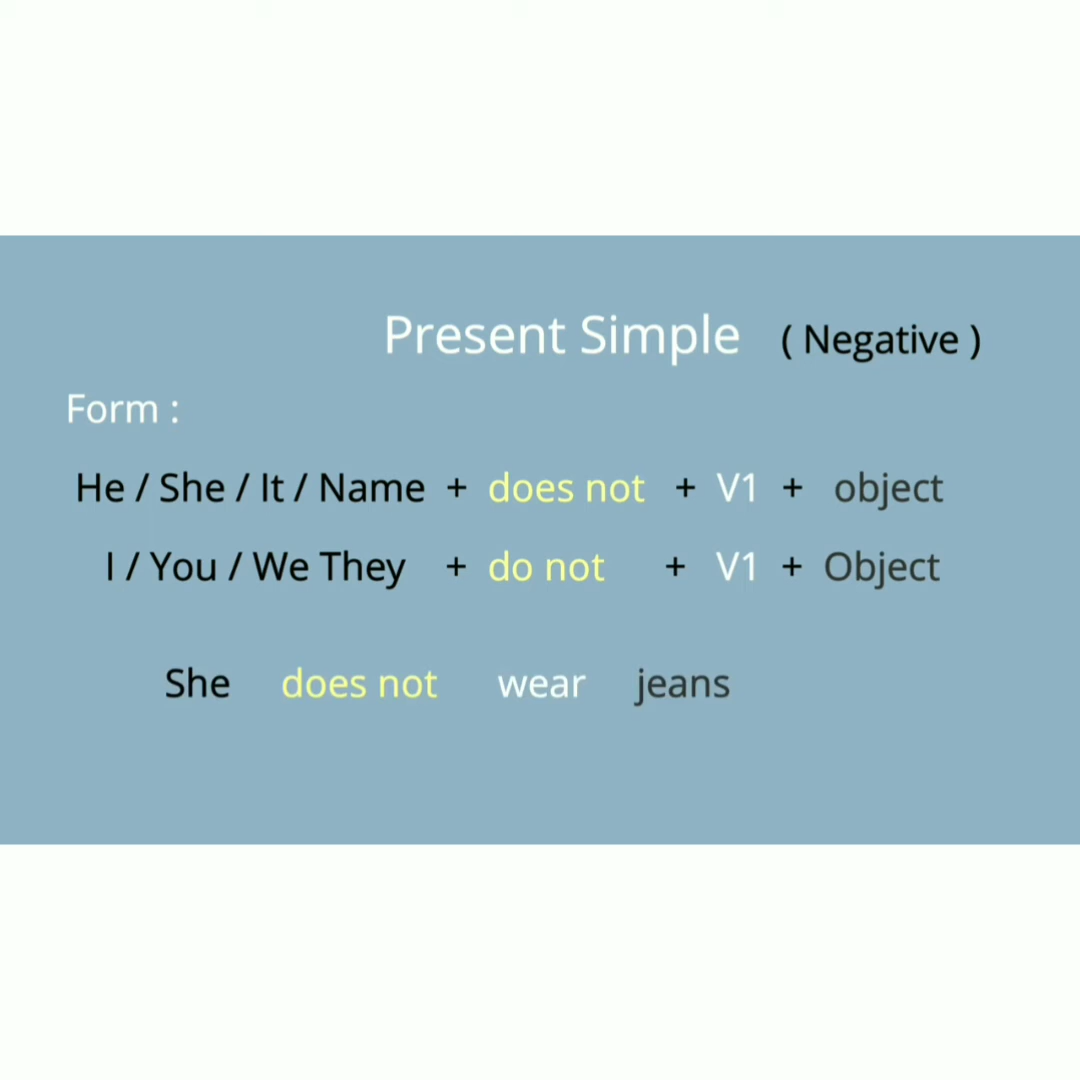 Present Simple ( Negative )
Form :
He / She / It / Name + does not + V1 + object
I / You / We They + do not + V1 + Object
She does not wear jeans